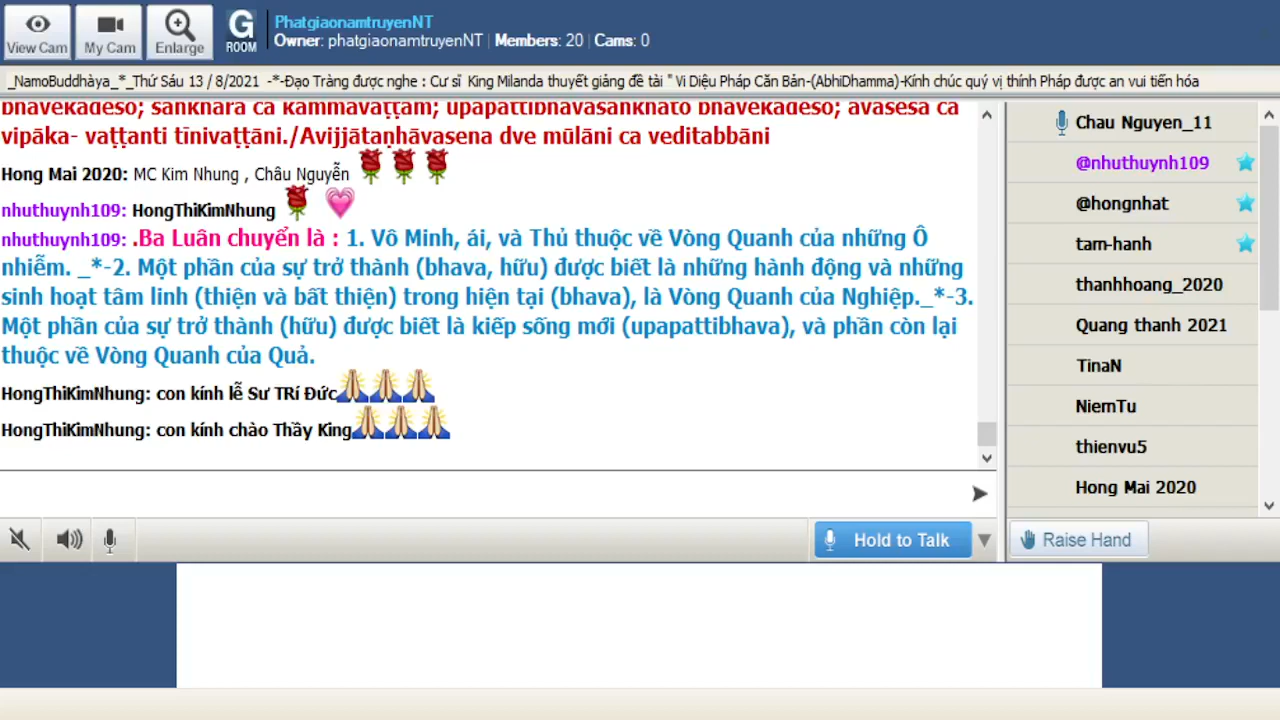 View Cam
My Cam
Enlarge
G
ROOM
PhatgiaonamtruyenNT
Owner: phatgiaonamtruyenNT | Members: 20 | Cams: 0
_NamoBuddhàya_*_Thứ Sáu 13 / 8/2021 -*-Đạo Tràng được nghe : Cư sĩ King Milanda thuyết giảng đề tài " Vi Diệu Pháp Căn Bản-(AbhiDhamma)-Kính chúc quý vị thính Pháp được an vui tiến hóa
bhavekadeso; saṅkhārā ca kammavaṭṭaṃ; upapattibhavasaṅkhāto bhavekadeso; avasesā ca
vipāka- vaṭṭanti tīnivaṭṭāni./Avijjātaṇhāvasena dve mūlāni ca veditabbāni
Hong Mai 2020: MC Kim Nhung , Châu Nguyễn
nhuthuynh109: HongThiKimNhung
nhuthuynh109: .Ba Luân chuyển là : 1. Vô Minh, ái, và Thủ thuộc về Vòng Quanh của những Ô
nhiễm. _*-2. Một phần của sự trở thành (bhava, hữu) được biết là những hành động và những
sinh hoạt tâm linh (thiện và bất thiện) trong hiện tại (bhava), là Vòng Quanh của Nghiệp._*-3.
Một phần của sự trở thành (hữu) được biết là kiếp sống mới (upapattibhava), và phần còn lại
thuộc về Vòng Quanh của Quả.
HongThiKimNhung: con kính lễ Sư TRí Đức
HongThiKimNhung: con kính chào Thầy King
Hold to Talk
Chau Nguyen_11
@nhuthuynh109
@hongnhat
tam-hanh
thanhhoang_2020
Quang thanh 2021
TinaN
NiemTu
thienvu5
Hong Mai 2020
Raise Hand